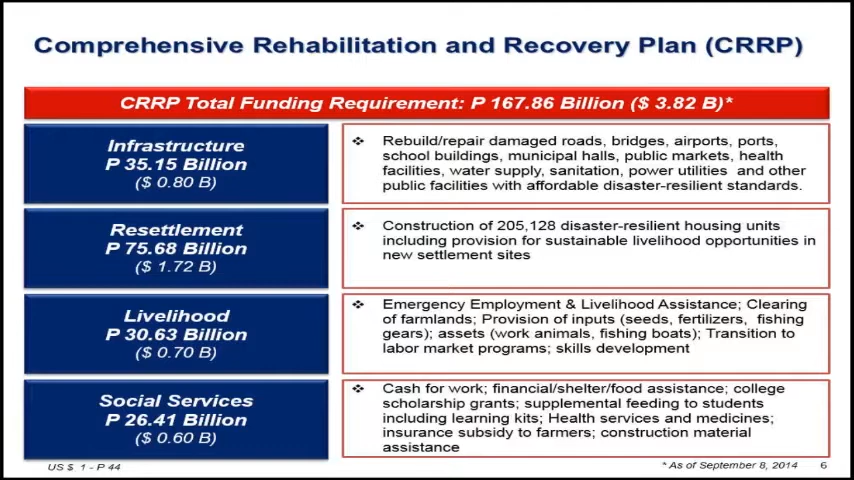 Comprehensive Rehabilitation and Recovery Plan (CRRP)
CRRP Total Funding Requirement: P 167.86 Billion ($ 3.82 B)*
Infrastructure
P 35.15 Billion
($ 0.80 B)
❖ Rebuild/repair damaged roads, bridges, airports, ports,
school buildings, municipal halls, public markets, health
facilities, water supply, sanitation, power utilities and other
public facilities with affordable disaster-resilient standards.
Resettlement
P 75.68 Billion
($ 1.72 B)
❖ Construction of 205,128 disaster-resilient housing units
including provision for sustainable livelihood opportunities in
new settlement sites
Livelihood
P 30.63 Billion
($ 0.70 B)
❖ Emergency Employment & Livelihood Assistance; Clearing
of farmlands; Provision of inputs (seeds, fertilizers, fishing
gears); assets (work animals, fishing boats); Transition to
labor market programs; skills development
Social Services
P 26.41 Billion
($ 0.60 B)
❖ Cash for work; financial/shelter/food assistance; college
scholarship grants; supplemental feeding to students
including learning kits; Health services and medicines;
insurance subsidy to farmers; construction material
assistance
US $ 1 - P 44
* As of September 8, 2014 6